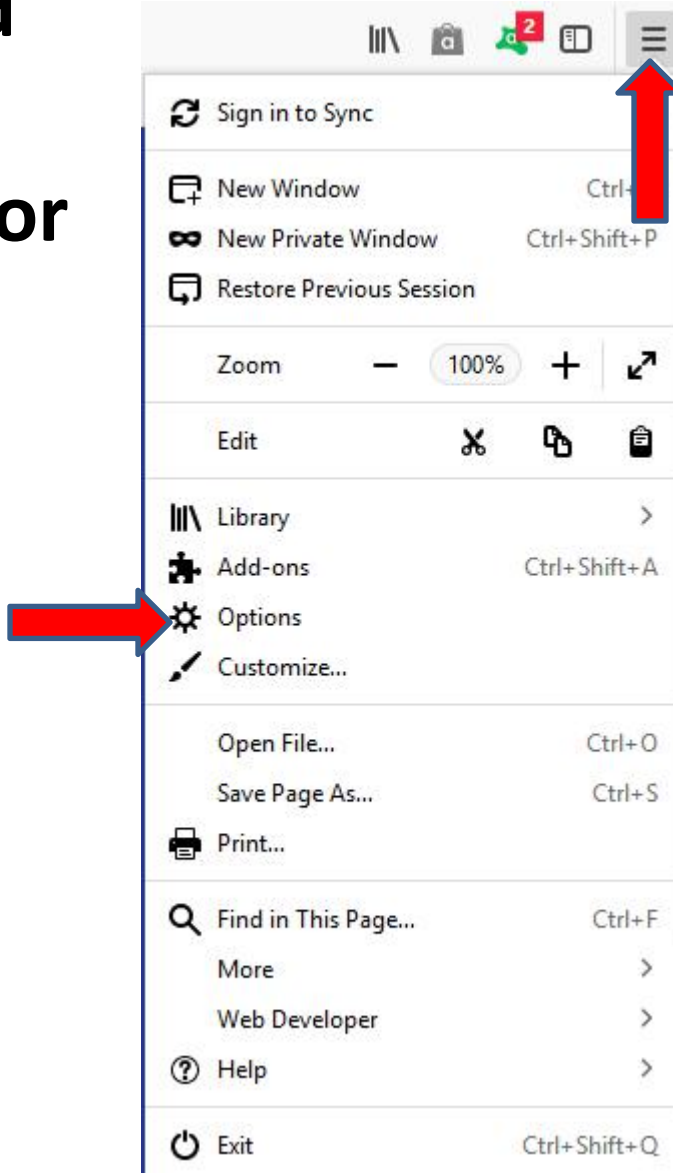 2
Sign in to Sync
or
New Window Ctrl+
New Private Window Ctrl+Shift+P
Restore Previous Session
Zoom − 100% +
Edit
Library >
Add-ons Ctrl+Shift+A
Options
Customize...
Open File... Ctrl+O
Save Page As... Ctrl+S
Print...
Find in This Page... Ctrl+F
More >
Web Developer >
Help >
Exit Ctrl+Shift+Q